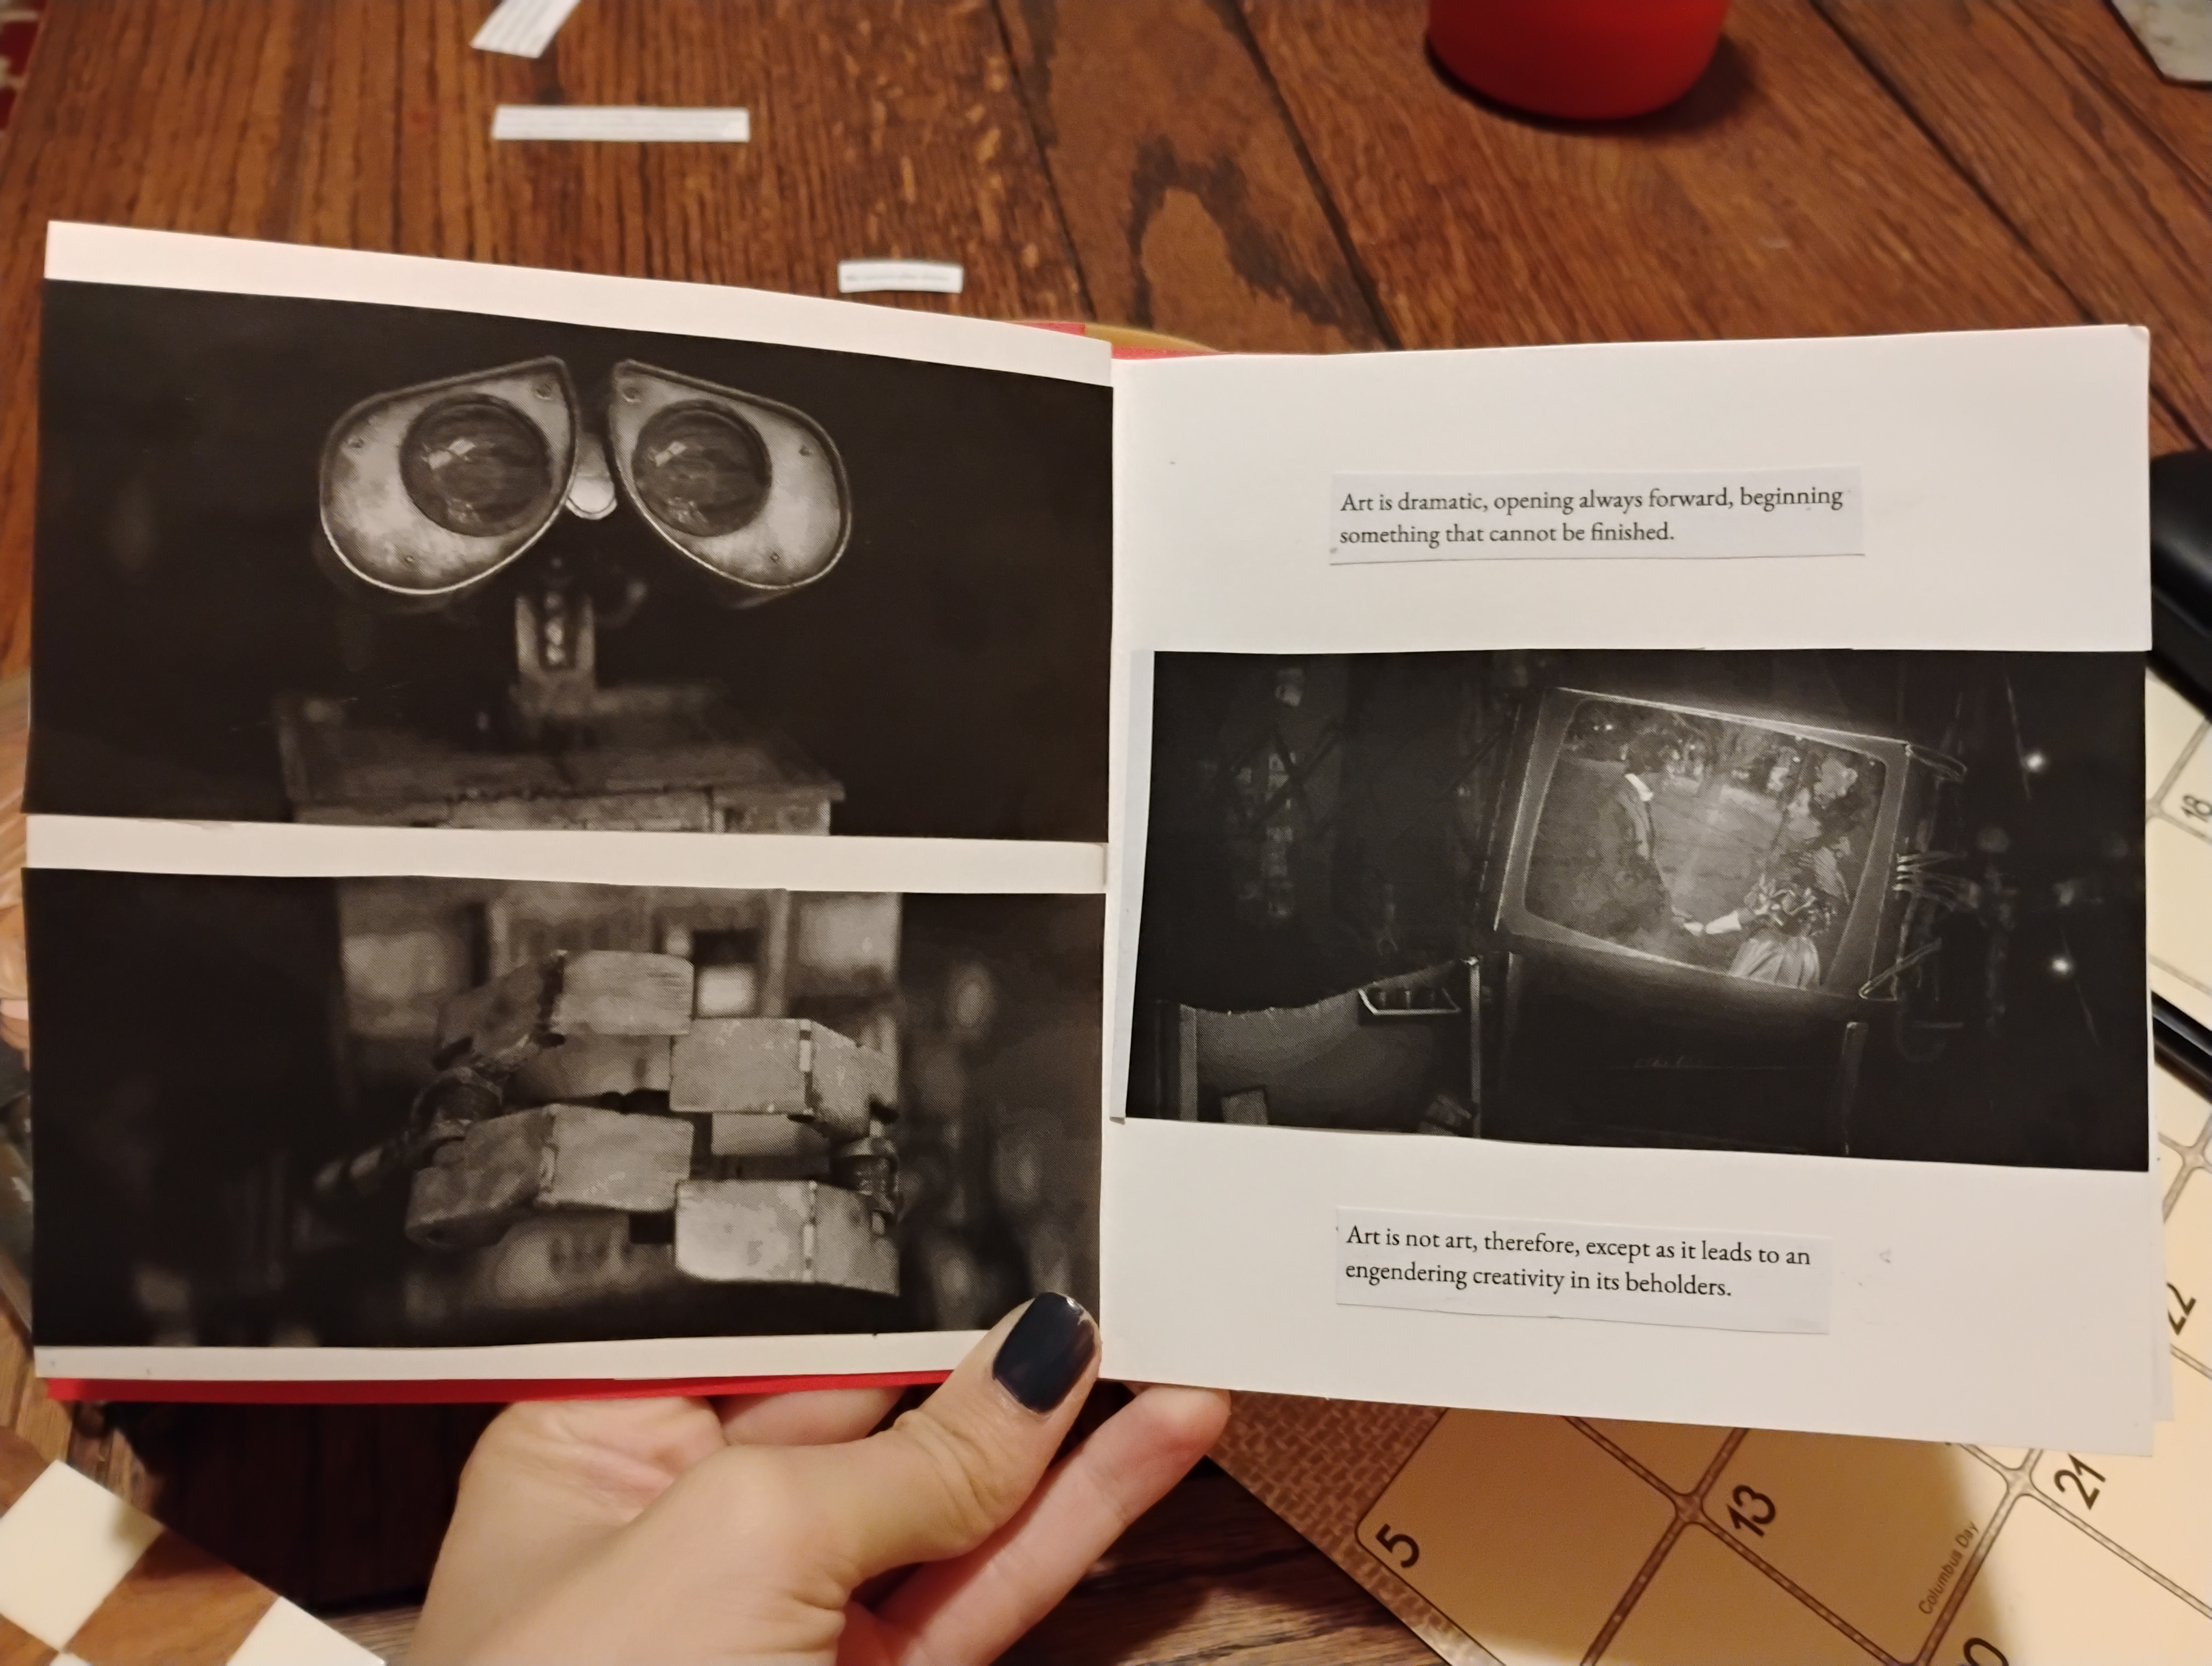 Art is dramatic, opening always forward, beginning
something that cannot be finished.
Art is not art, therefore, except as it leads to an
engendering creativity in its beholders.
18
22
5
13
Columbus Day
21